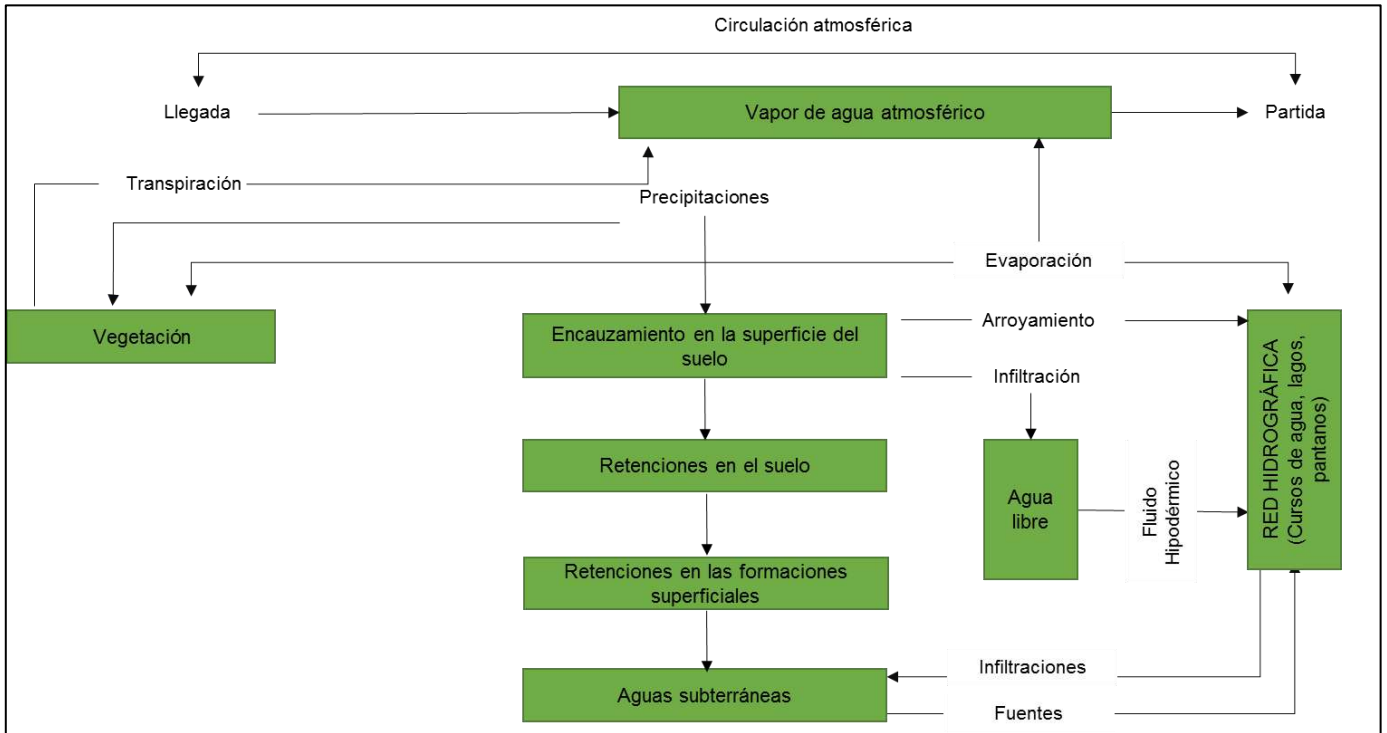 Circulación atmosférica
Llegada
Vapor de agua atmosférico
Partida
Transpiración
Precipitaciones
Evaporación
Vegetación
Encauzamiento en la superficie del
suelo
Arroyamiento
Infiltración
RED HIDROGRÁFICA
(Cursos de agua, lagos,
pantanos)
Retenciones en el suelo
Agua
libre
Fluido
Hipodérmico
Retenciones en las formaciones
superficiales
Infiltraciones
Aguas subterráneas
Fuentes